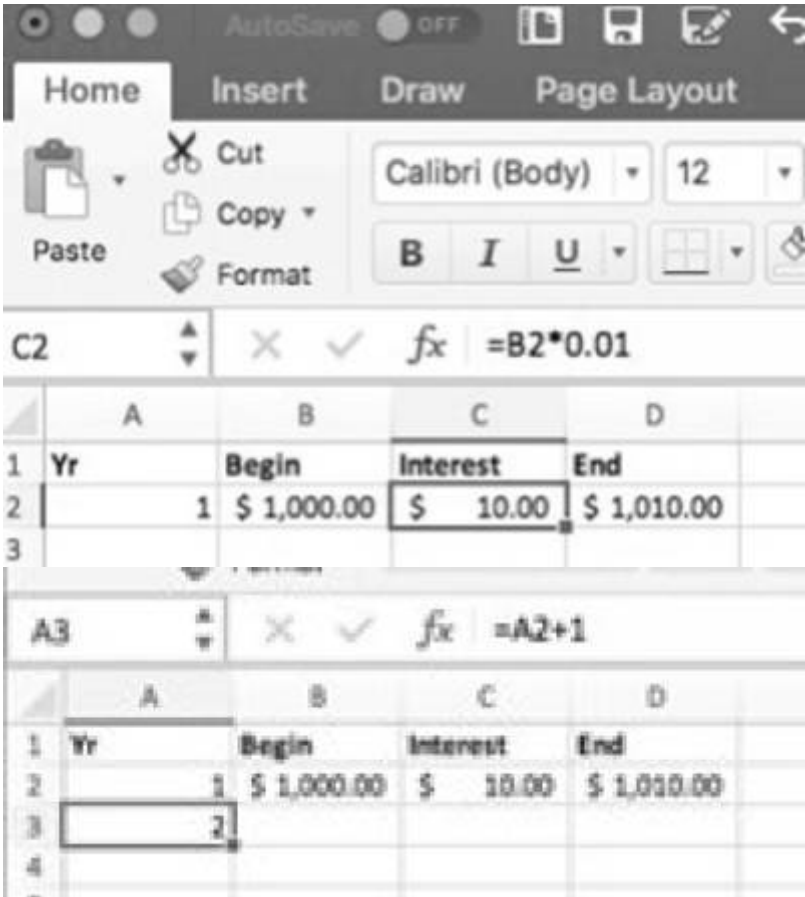 AutoSave OFF
Home Insert Draw Page Layout
Cut
Calibri (Body) 12
Copy
Paste
B I U
Format
C2 fx =B2*0.01
A B C D
1 Yr Begin Interest End
2 1 $ 1,000.00 $ 10.00 $ 1,010.00
3
A3 fx =A2+1
A B C D
1 Yr Begin Interest End
2 1 $ 1,000.00 $ 10.00 $ 1,010.00
3 2
4